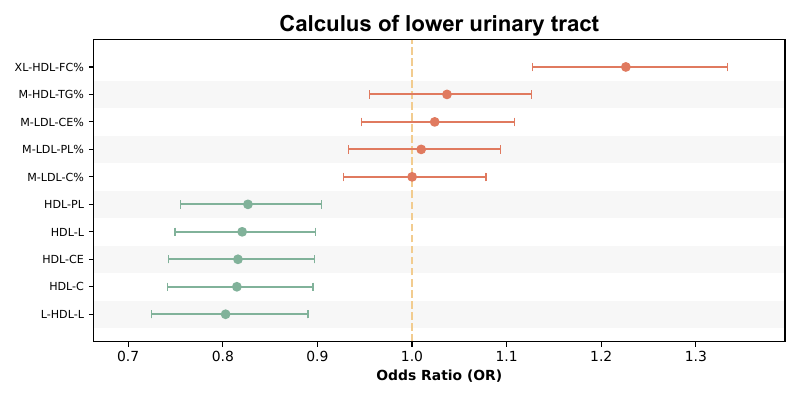 Calculus of lower urinary tract
XL-HDL-FC%
M-HDL-TG%
M-LDL-CE%
M-LDL-PL%
M-LDL-C%
HDL-PL
HDL-L
HDL-CE
HDL-C
L-HDL-L
0.7 0.8 0.9 1.0 1.1 1.2 1.3
Odds Ratio (OR)